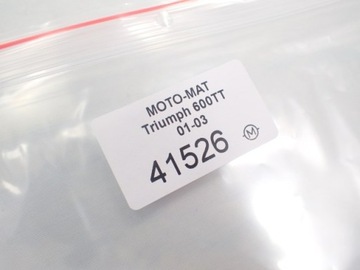 MOTO-MAT
Triumph 600TT
01-03
41526 M